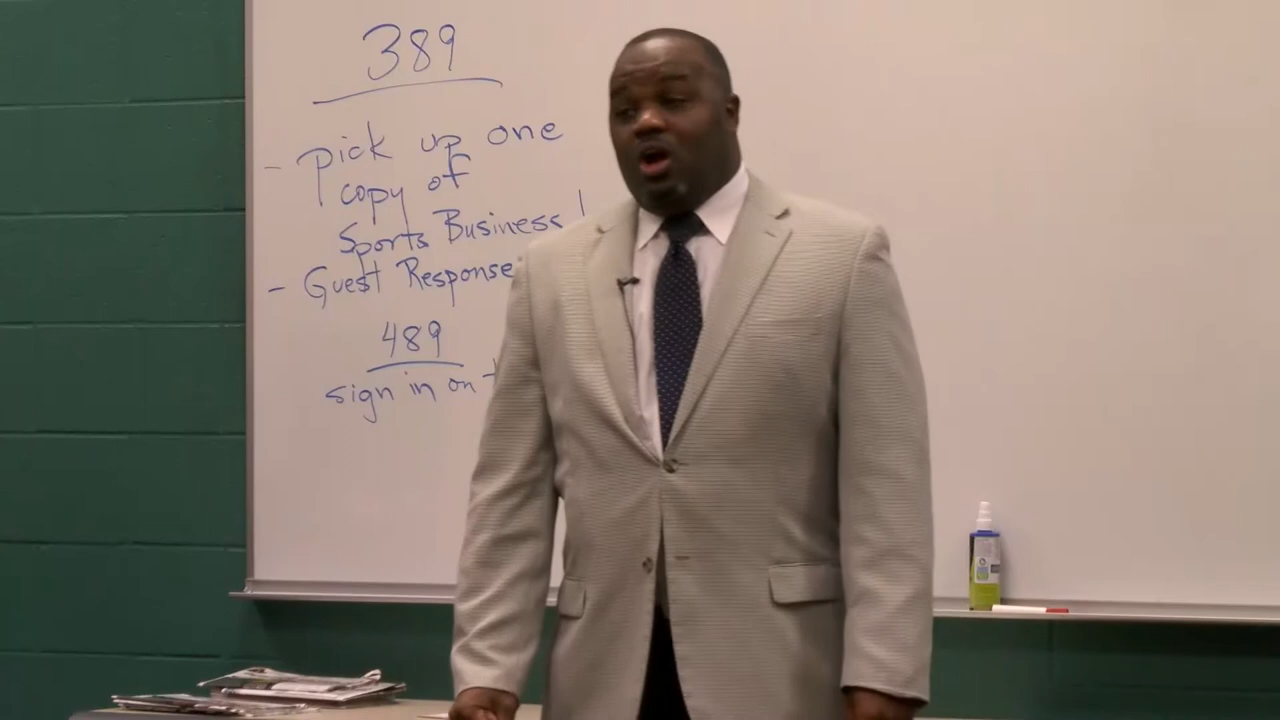 389
- pick up one
copy of
Sports Business !
- Guest Response
489
sign in on